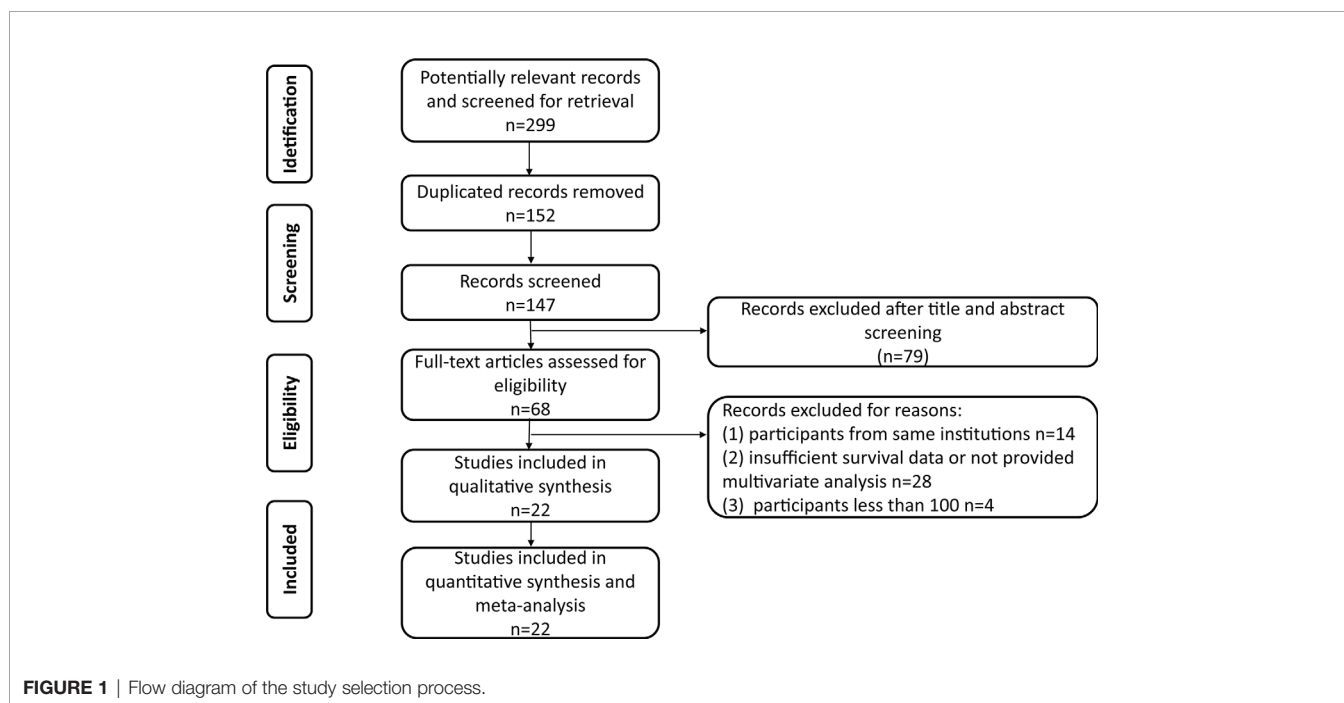 Idetification
Potentially relevant records
and screened for retrieval
n=299
Duplicated records removed
n=152
Screening
Records screened
n=147
Records excluded after title and abstract
screening
(n=79)
Eligibility
Full-text articles assessed for
eligibility
n=68
Records excluded for reasons:
(1) participants from same institutions n=14
(2) insufficient survival data or not provided
multivariate analysis n=28
(3) participants less than 100 n=4
Studies included in
qualitative synthesis
n=22
Included
Studies included in
quantitative synthesis and
meta-analysis
n=22
FIGURE 1 | Flow diagram of the study selection process.